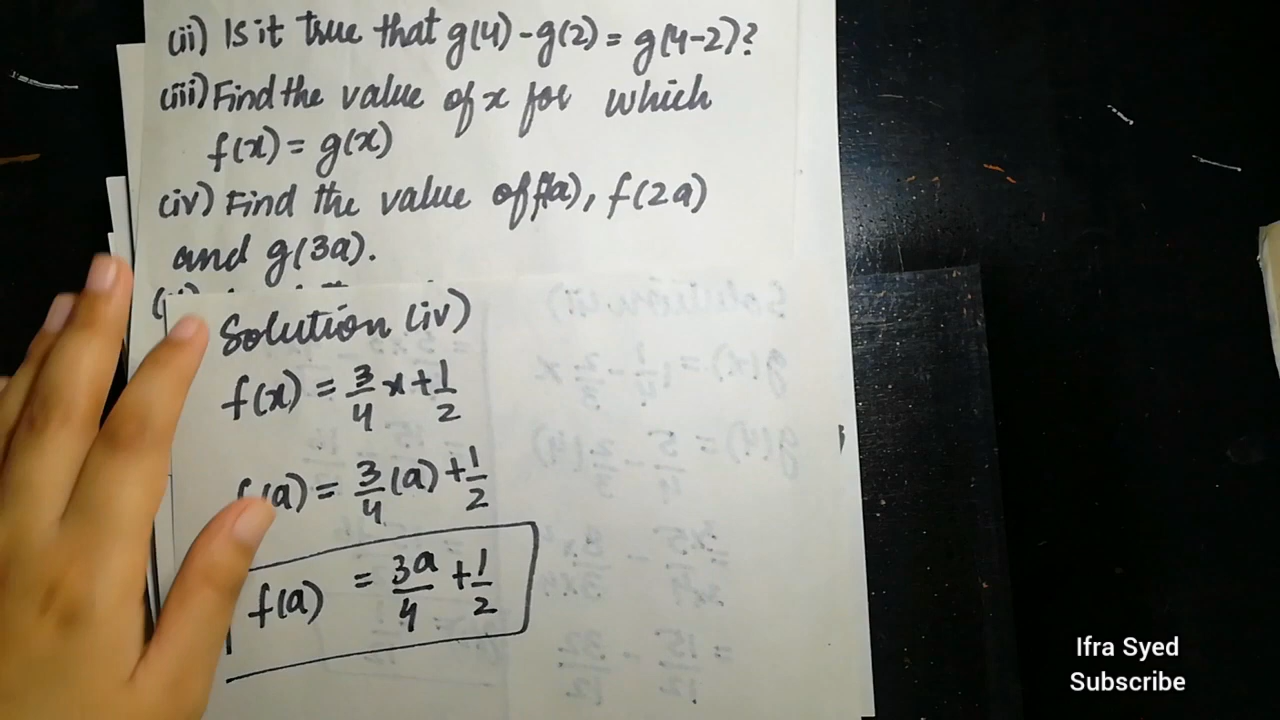 (ii) Is it true that g(4)-g(2)= g(4-2)?
(iii) Find the value of x for which
f(x) = g(x)
(iv) Find the value of f(a), f(2a)
and g(3a).
Solution (iv)
f(x) = 3/4 x + 1/2
f(a) = 3/4 (a) + 1/2
f(a) = 3a/4 + 1/2
Ifra Syed
Subscribe